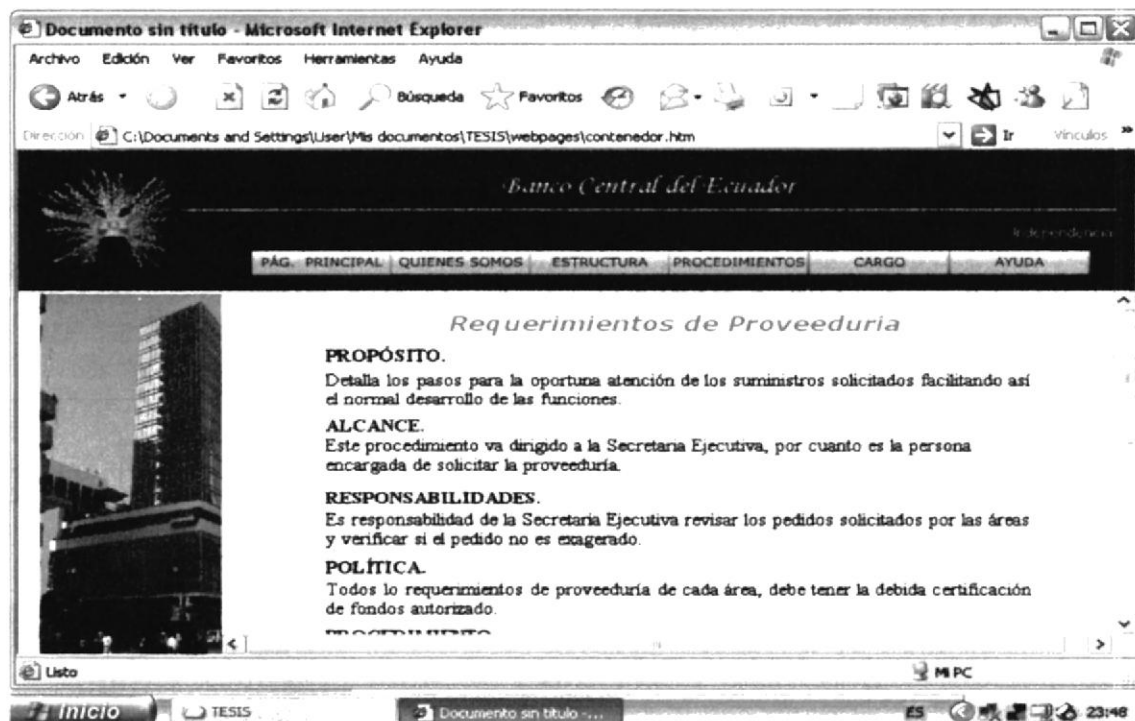 Documento sin título - Microsoft Internet Explorer
Archivo Edición Ver Favoritos Herramientas Ayuda
Atrás Búsqueda Favoritos
Dirección C:\Documents and Settings\User\Mis documentos\TESIS\webpages\contenedor.htm Ir Vínculos »
Banco Central del Ecuador
Independencia
PÁG. PRINCIPAL QUIENES SOMOS ESTRUCTURA PROCEDIMIENTOS CARGO AYUDA
Requerimientos de Proveeduria
PROPÓSITO.
Detalla los pasos para la oportuna atención de los suministros solicitados facilitando así
el normal desarrollo de las funciones.
ALCANCE.
Este procedimiento va dirigido a la Secretaria Ejecutiva, por cuanto es la persona
encargada de solicitar la proveeduría.
RESPONSABILIDADES.
Es responsabilidad de la Secretaria Ejecutiva revisar los pedidos solicitados por las áreas
y verificar si el pedido no es exagerado.
POLÍTICA.
Todos lo requerimientos de proveeduría de cada área, debe tener la debida certificación
de fondos autorizado.
PROCEDIMIENTO
Listo Mi PC
Inicio TESIS Documento sin título -... ES 23:48